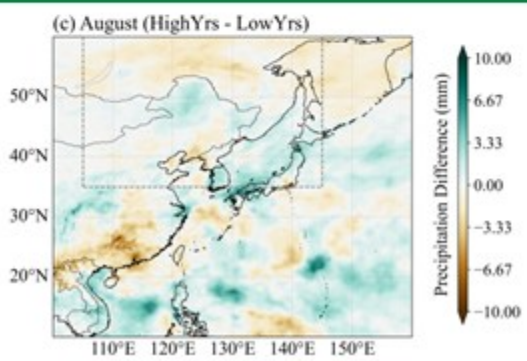 (c) August (HighYrs - LowYrs)
50°N
40°N
30°N
20°N
110°E 120°E 130°E 140°E 150°E
Precipitation Difference (mm)
10.00
6.67
3.33
0.00
−3.33
−6.67
−10.00